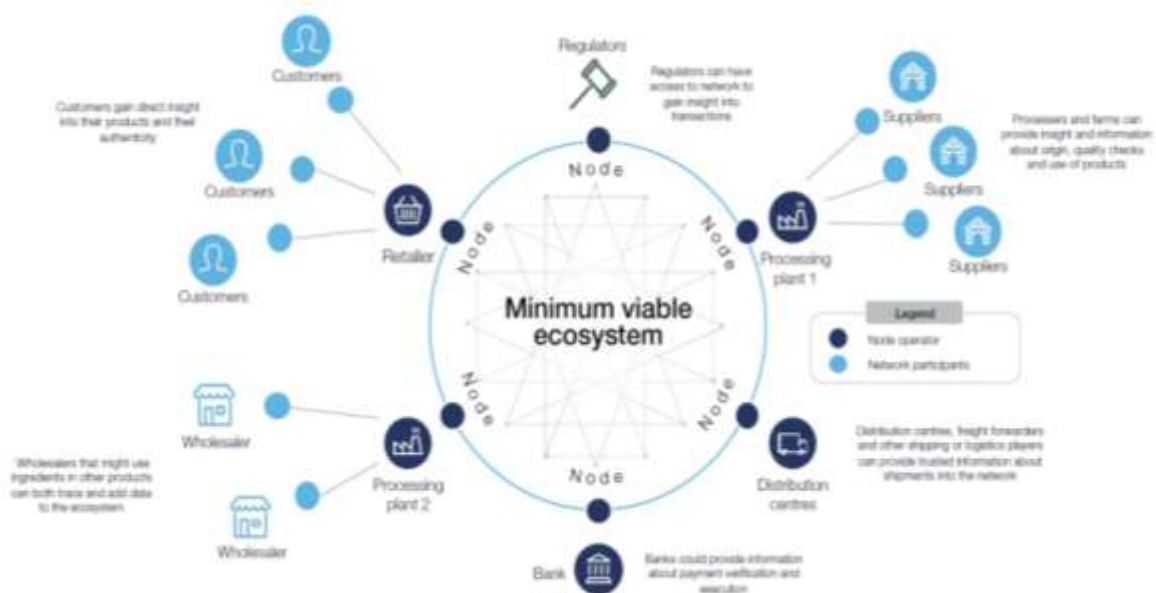 Customers
Customers gain direct insight
into their products and their
authenticity
Customers
Customers
Retailer
Regulators
Regulators can have
access to network to
gain insight into
transactions
Suppliers
Suppliers
Suppliers
Processers and farms can
provide insight and information
about origin, quality checks
and use of products
Processing
plant 1
Node
Node
Node
Minimum viable
ecosystem
Node
Node
Node
Legend
Node operator
Network participants
Wholesaler
Wholesalers that might use
ingredients in other products
can both trace and add data
to the ecosystem
Wholesaler
Processing
plant 2
Distribution
centres
Distribution centres, freight forwarders
and other shipping or logistics players
can provide trusted information about
shipments into the network
Bank
Banks could provide information
about payment verification and
execution